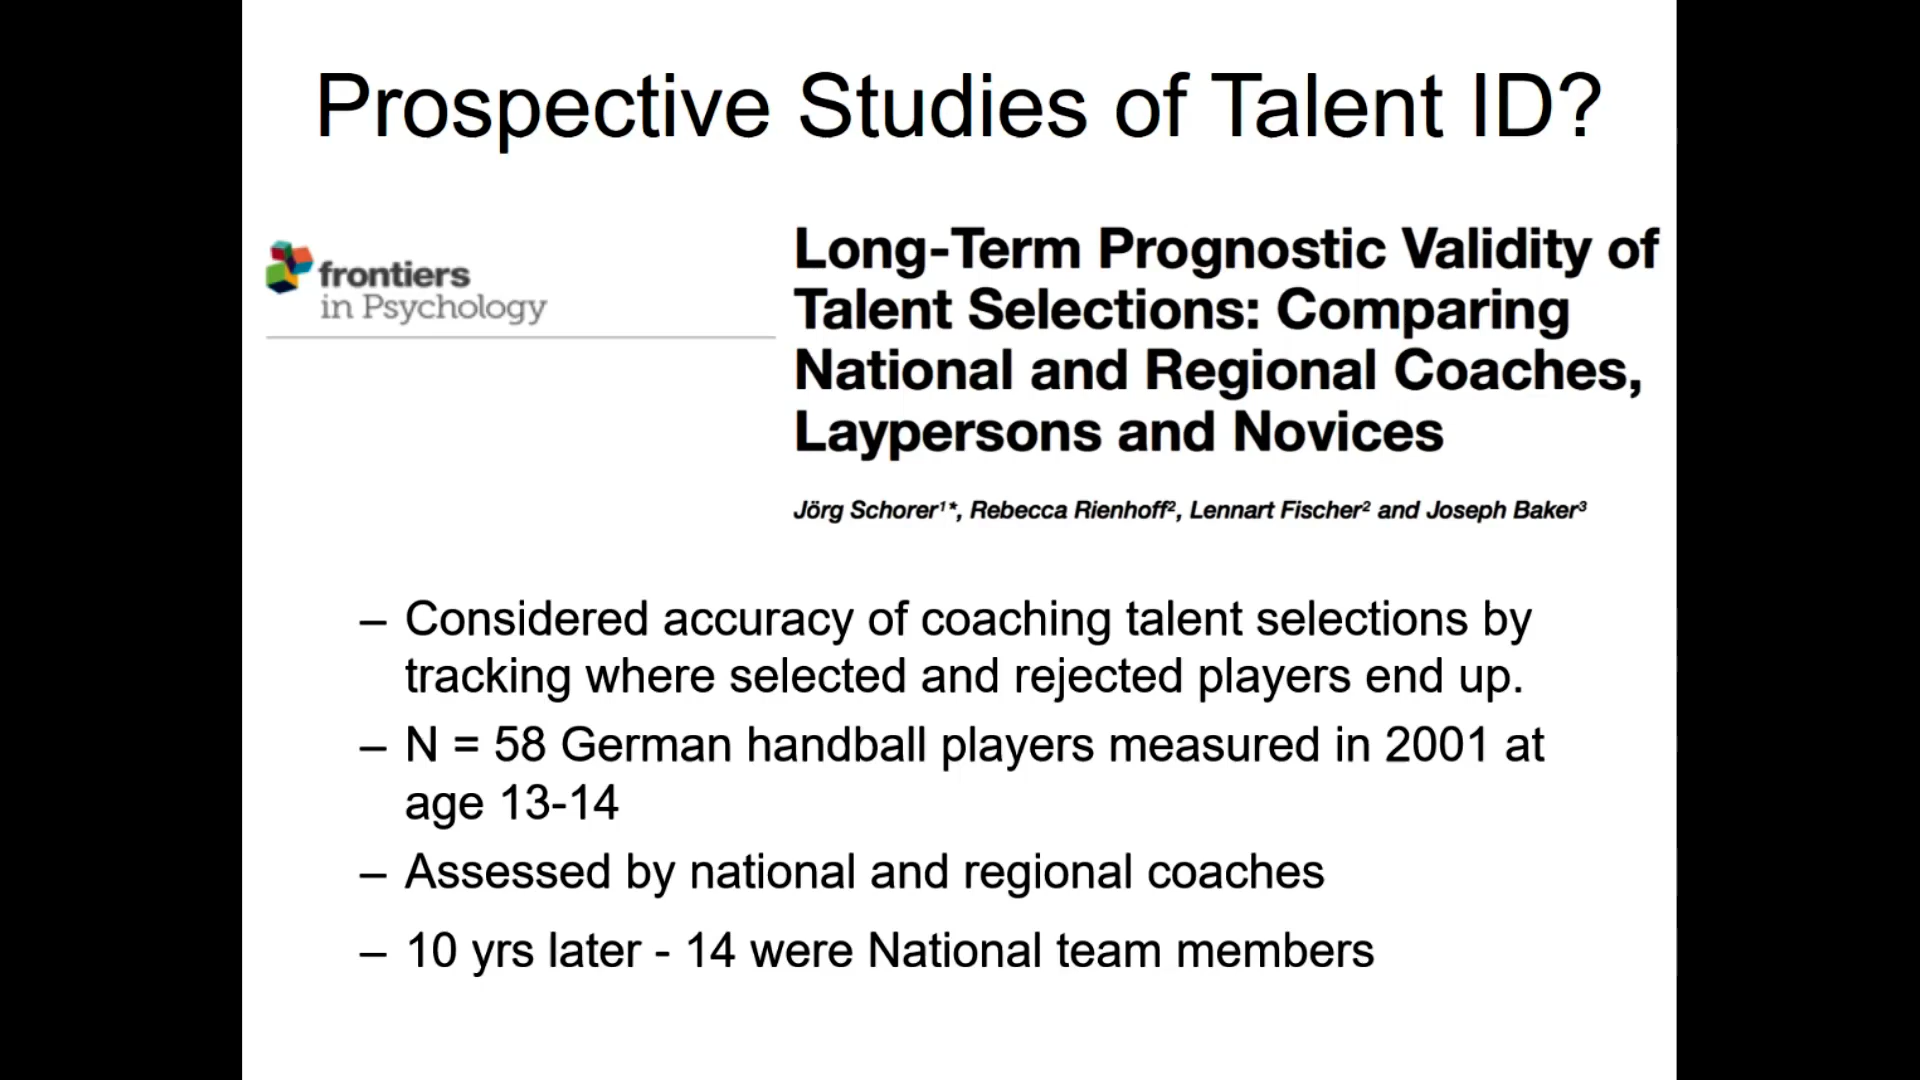 Prospective Studies of Talent ID?
frontiers
in Psychology
Long-Term Prognostic Validity of
Talent Selections: Comparing
National and Regional Coaches,
Laypersons and Novices
Jörg Schorer¹*, Rebecca Rienhoff², Lennart Fischer² and Joseph Baker³
– Considered accuracy of coaching talent selections by
tracking where selected and rejected players end up.
– N = 58 German handball players measured in 2001 at
age 13-14
– Assessed by national and regional coaches
– 10 yrs later - 14 were National team members